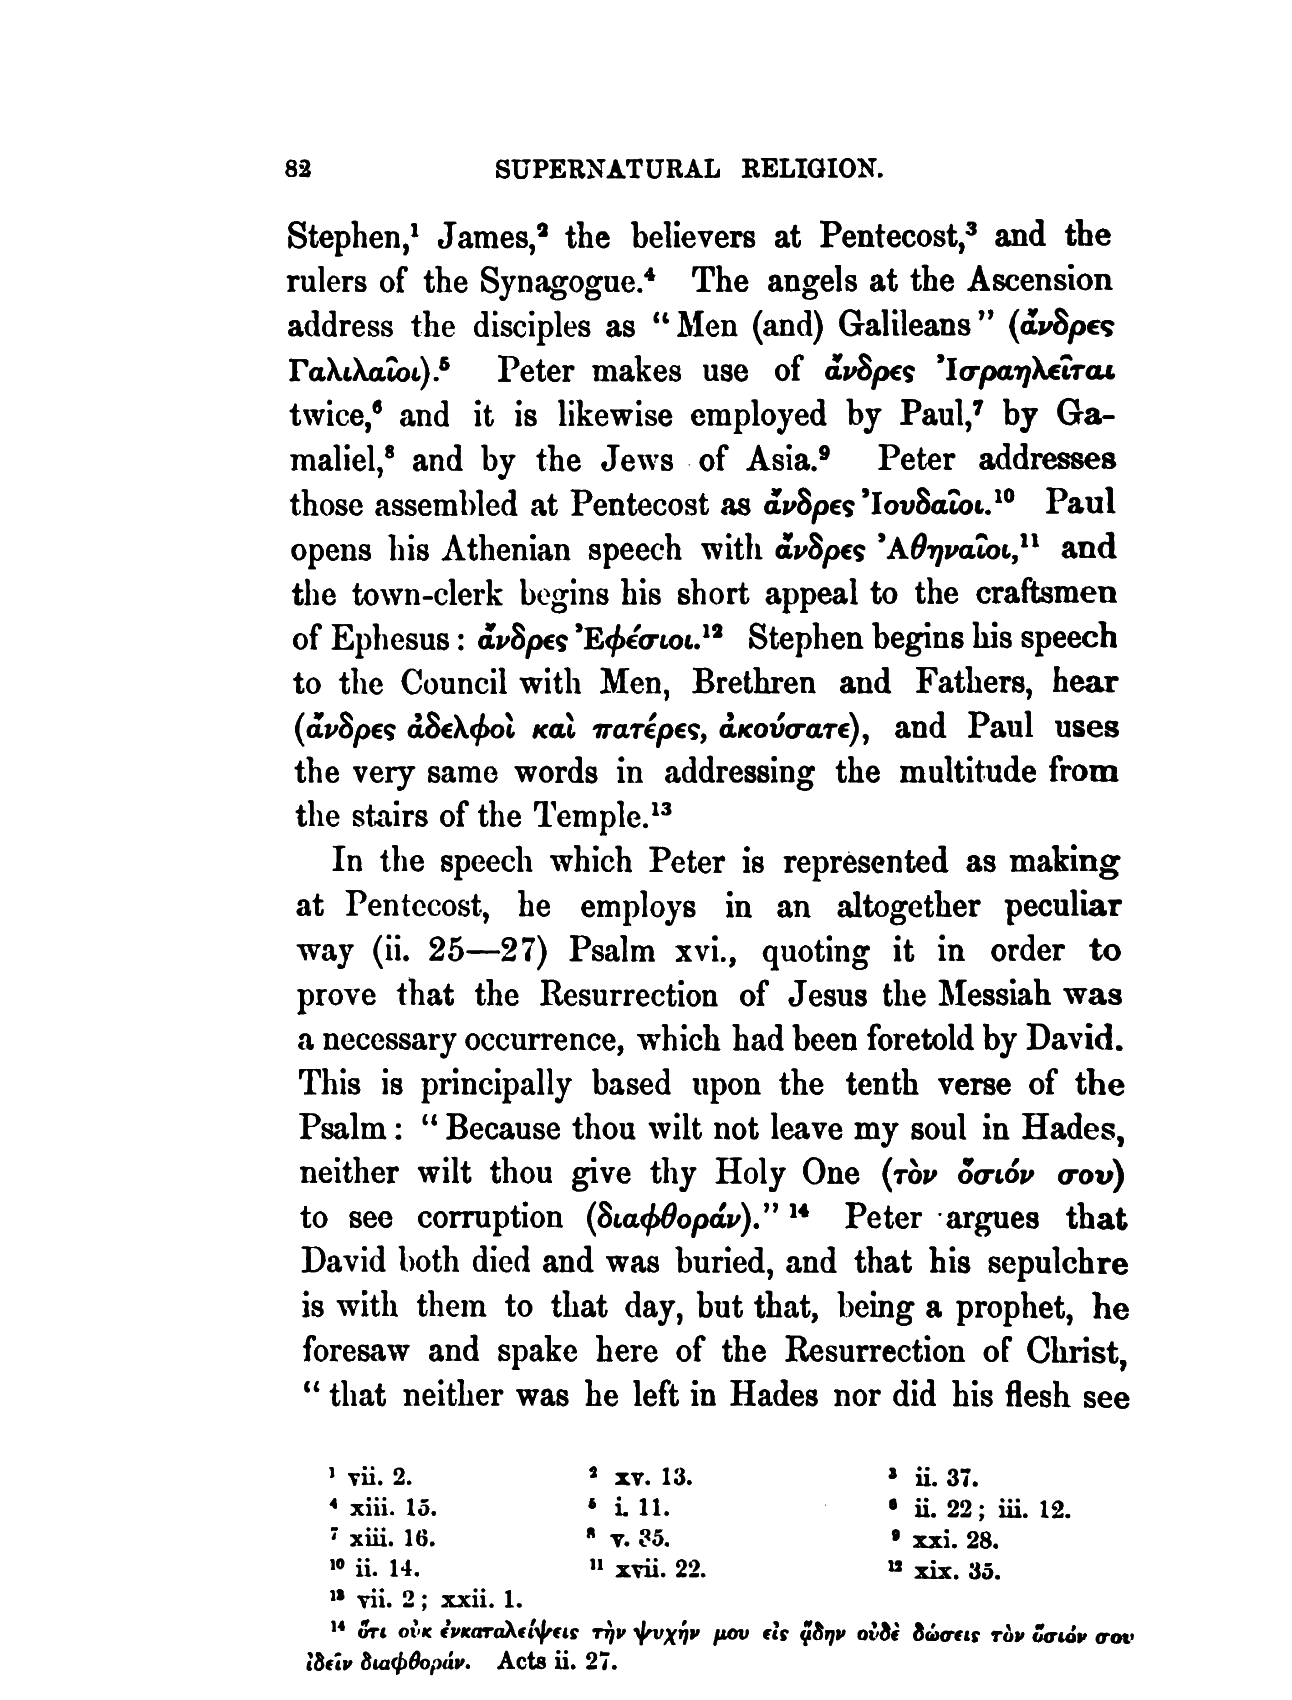 82 SUPERNATURAL RELIGION.
Stephen,¹ James,² the believers at Pentecost,³ and the
rulers of the Synagogue.⁴ The angels at the Ascension
address the disciples as “Men (and) Galileans” (ἄνδρες
Γαλιλαῖοι).⁵ Peter makes use of ἄνδρες Ἰσραηλεῖται
twice,⁶ and it is likewise employed by Paul,⁷ by Ga-
maliel,⁸ and by the Jews of Asia.⁹ Peter addresses
those assembled at Pentecost as ἄνδρες Ἰουδαῖοι.¹⁰ Paul
opens his Athenian speech with ἄνδρες Ἀθηναῖοι,¹¹ and
the town-clerk begins his short appeal to the craftsmen
of Ephesus: ἄνδρες Ἐφέσιοι.¹² Stephen begins his speech
to the Council with Men, Brethren and Fathers, hear
(ἄνδρες ἀδελφοὶ καὶ πατέρες, ἀκούσατε), and Paul uses
the very same words in addressing the multitude from
the stairs of the Temple.¹³
In the speech which Peter is represented as making
at Pentecost, he employs in an altogether peculiar
way (ii. 25—27) Psalm xvi., quoting it in order to
prove that the Resurrection of Jesus the Messiah was
a necessary occurrence, which had been foretold by David.
This is principally based upon the tenth verse of the
Psalm: “Because thou wilt not leave my soul in Hades,
neither wilt thou give thy Holy One (τὸν ὅσιόν σου)
to see corruption (διαφθοράν).”¹⁴ Peter argues that
David both died and was buried, and that his sepulchre
is with them to that day, but that, being a prophet, he
foresaw and spake here of the Resurrection of Christ,
“that neither was he left in Hades nor did his flesh see
¹ vii. 2. ² xv. 13. ³ ii. 37.
⁴ xiii. 15. ⁵ i. 11. ⁶ ii. 22; iii. 12.
⁷ xiii. 16. ⁸ v. 35. ⁹ xxi. 28.
¹⁰ ii. 14. ¹¹ xvii. 22. ¹² xix. 35.
¹³ vii. 2; xxii. 1.
¹⁴ ὅτι οὐκ ἐνκαταλείψεις τὴν ψυχήν μου εἰς ᾅδην οὐδὲ δώσεις τὸν ὅσιόν σου
ἰδεῖν διαφθοράν. Acts ii. 27.